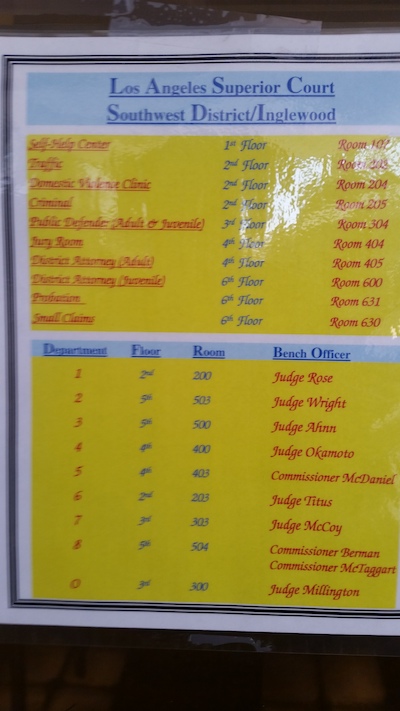 Los Angeles Superior Court
Southwest District/Inglewood
Self-Help Center 1st Floor Room 107
Traffic 2nd Floor Room 203
Domestic Violence Clinic 2nd Floor Room 204
Criminal 2nd Floor Room 205
Public Defender (Adult & Juvenile) 3rd Floor Room 304
Jury Room 4th Floor Room 404
District Attorney (Adult) 4th Floor Room 405
District Attorney (Juvenile) 6th Floor Room 600
Probation 6th Floor Room 631
Small Claims 6th Floor Room 630
Department Floor Room Bench Officer
1 2nd 200 Judge Rose
2 5th 503 Judge Wright
3 5th 500 Judge Ahnn
4 4th 400 Judge Okamoto
5 4th 403 Commissioner McDaniel
6 2nd 203 Judge Titus
7 3rd 303 Judge McCoy
8 5th 504 Commissioner Berman
Commissioner McTaggart
O 3rd 300 Judge Millington